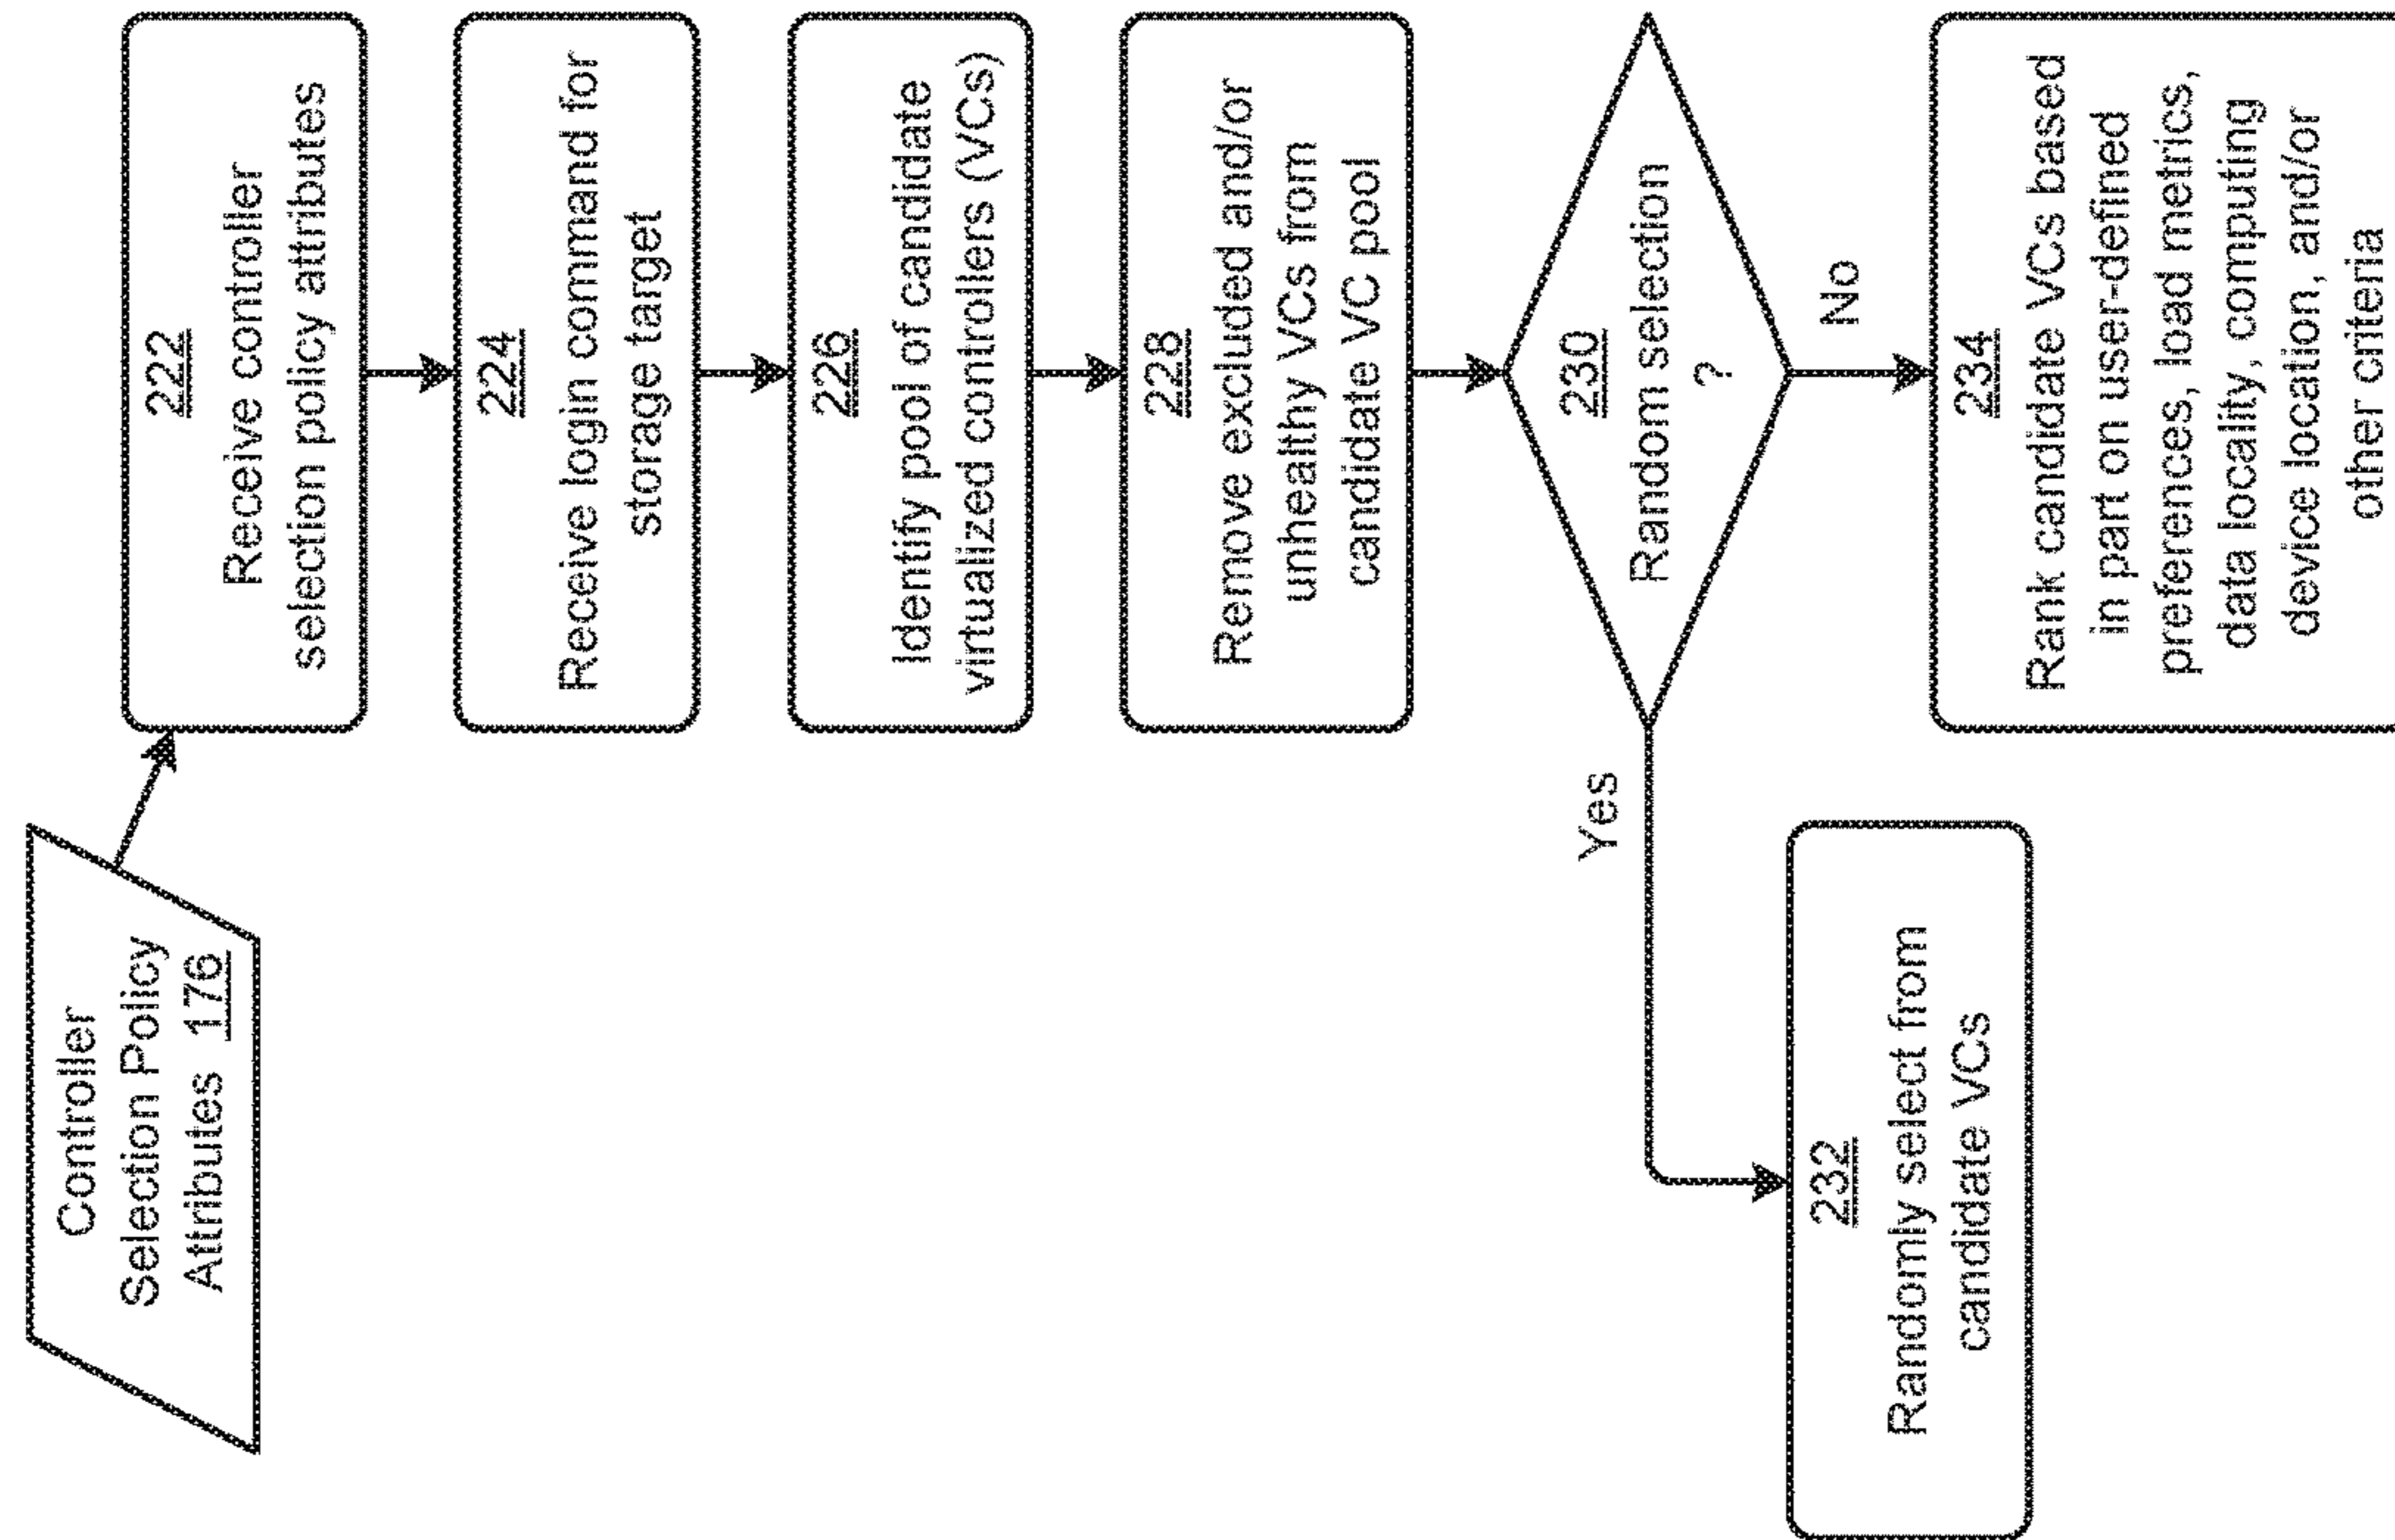 Controller
Selection Policy
Attributes 176
222
Receive controller
selection policy attributes
224
Receive login command for
storage target
226
Identify pool of candidate
virtualized controllers (VCs)
228
Remove excluded and/or
unhealthy VCs from
candidate VC pool
230
Random selection
?
Yes
No
232
Randomly select from
candidate VCs
234
Rank candidate VCs based
in part on user-defined
preferences, load metrics,
data locality, computing
device location, and/or
other criteria